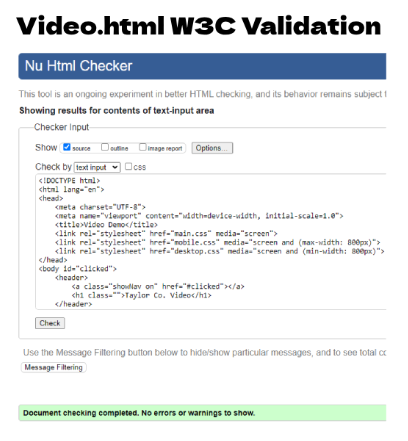 Video.html W3C Validation
Nu Html Checker
This tool is an ongoing experiment in better HTML checking, and its behavior remains subject t
Showing results for contents of text-input area
Checker Input
Show source outline image report Options...
Check by text input css
<!DOCTYPE html>
<html lang="en">
<head>
<meta charset="UTF-8">
<meta name="viewport" content="width=device-width, initial-scale=1.0">
<title>Video Demo</title>
<link rel="stylesheet" href="main.css" media="screen">
<link rel="stylesheet" href="mobile.css" media="screen and (max-width: 800px)">
<link rel="stylesheet" href="desktop.css" media="screen and (min-width: 800px)">
</head>
<body id="clicked">
<header>
<a class="showNav on" href="#clicked"></a>
<h1 class="">Taylor Co. Video</h1>
</header>
Check
Use the Message Filtering button below to hide/show particular messages, and to see total co
Message Filtering
Document checking completed. No errors or warnings to show.